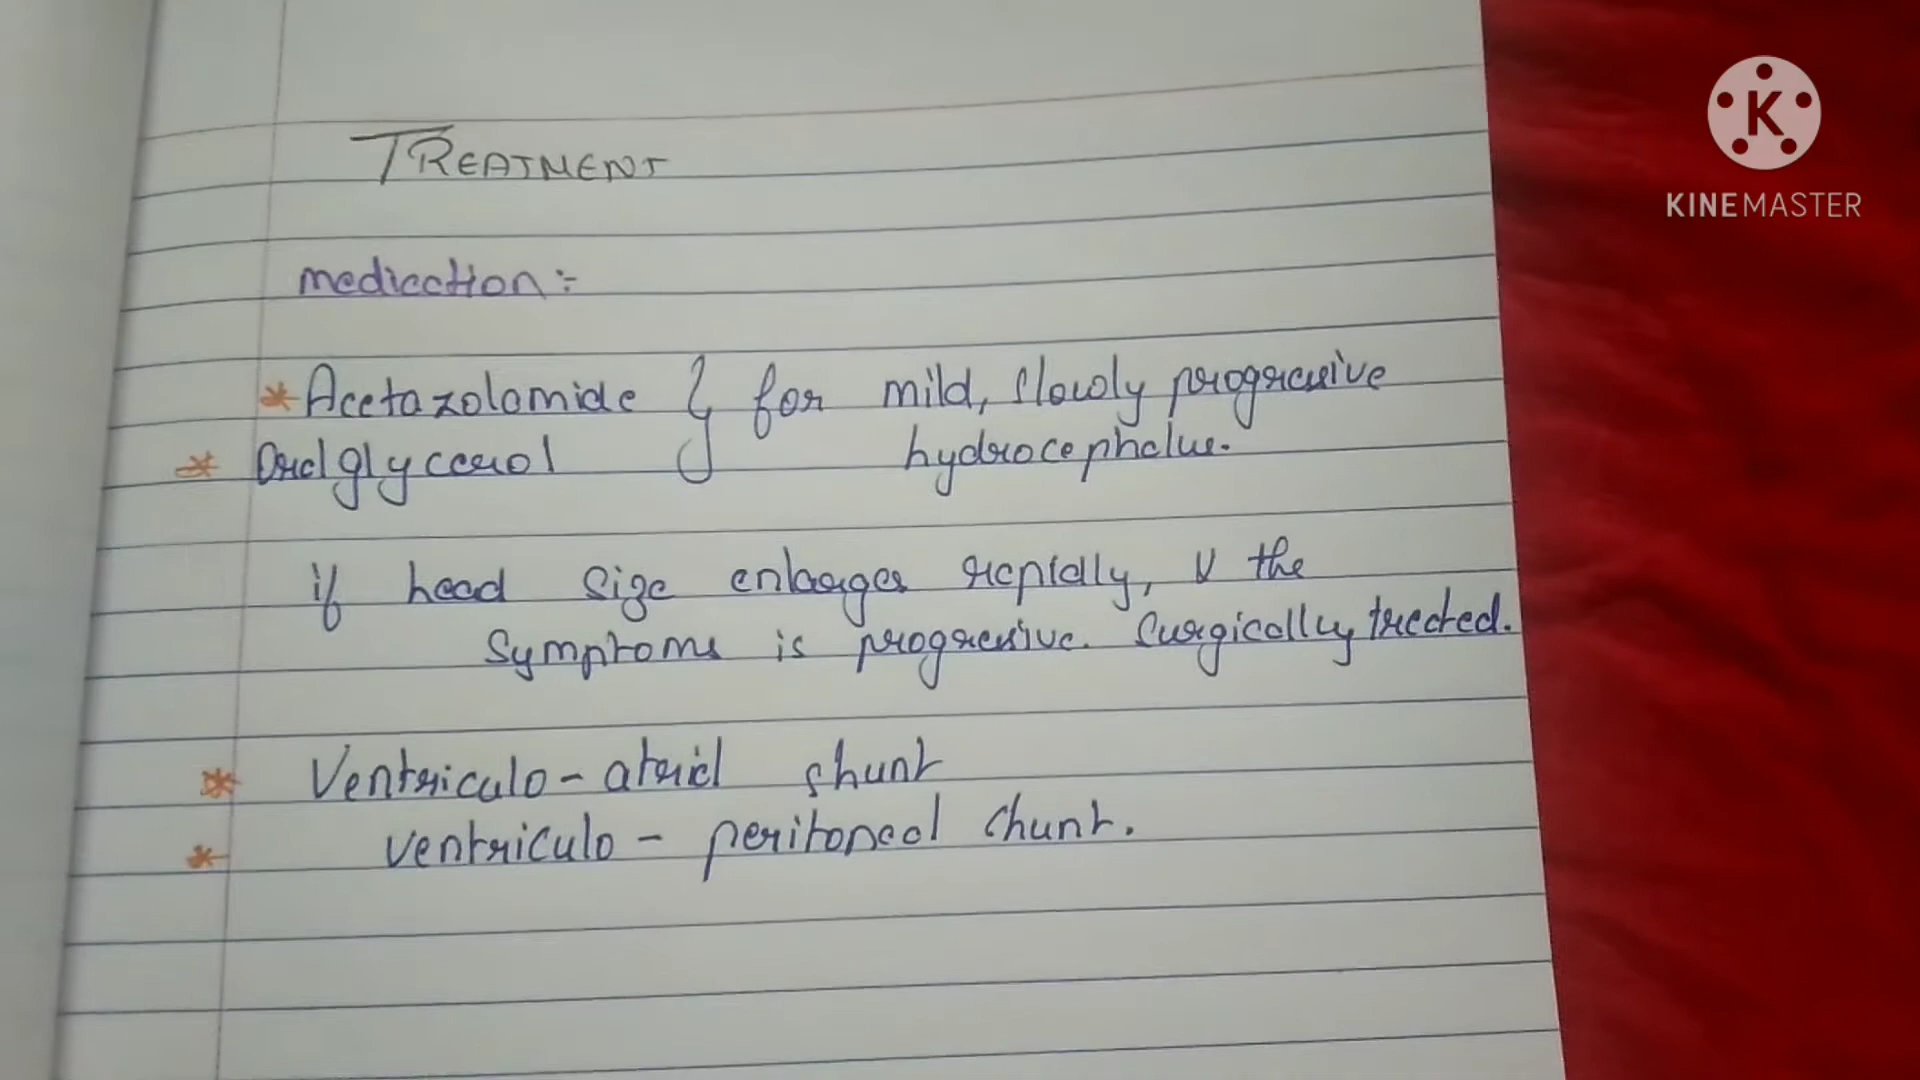 TREATMENT
KINEMASTER
medication :-
* Acetazolamide } for mild, slowly progressive
* Oral glycerol hydrocephalus.
if head size enlarges rapidly, & the
symptoms is progressive. Surgically treated.
* Ventriculo - atrial shunt
* ventriculo - peritoneal shunt.